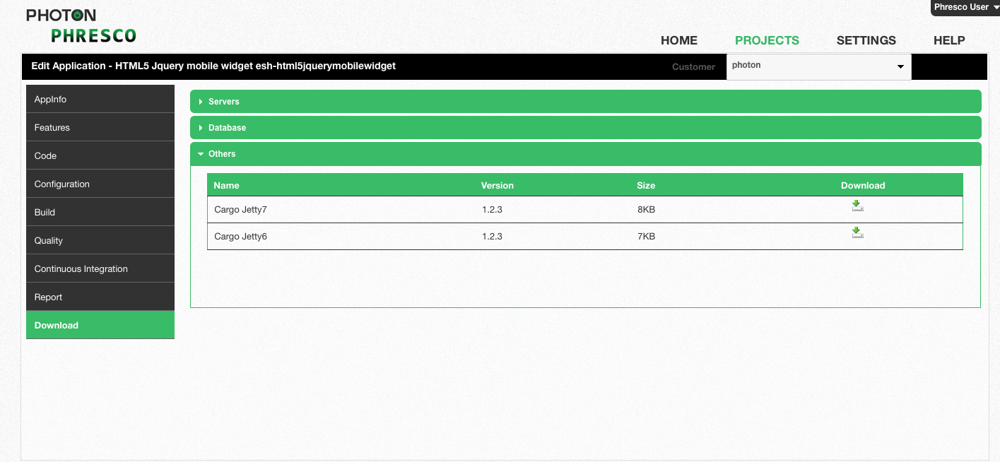 PHOTON
PHRESCO
Phresco User
HOME PROJECTS SETTINGS HELP
Edit Application - HTML5 Jquery mobile widget esh-html5jquerymobilewidget
Customer photon
AppInfo
Features
Code
Configuration
Build
Quality
Continuous Integration
Report
Download
Servers
Database
Others
Name Version Size Download
Cargo Jetty7 1.2.3 8KB
Cargo Jetty6 1.2.3 7KB